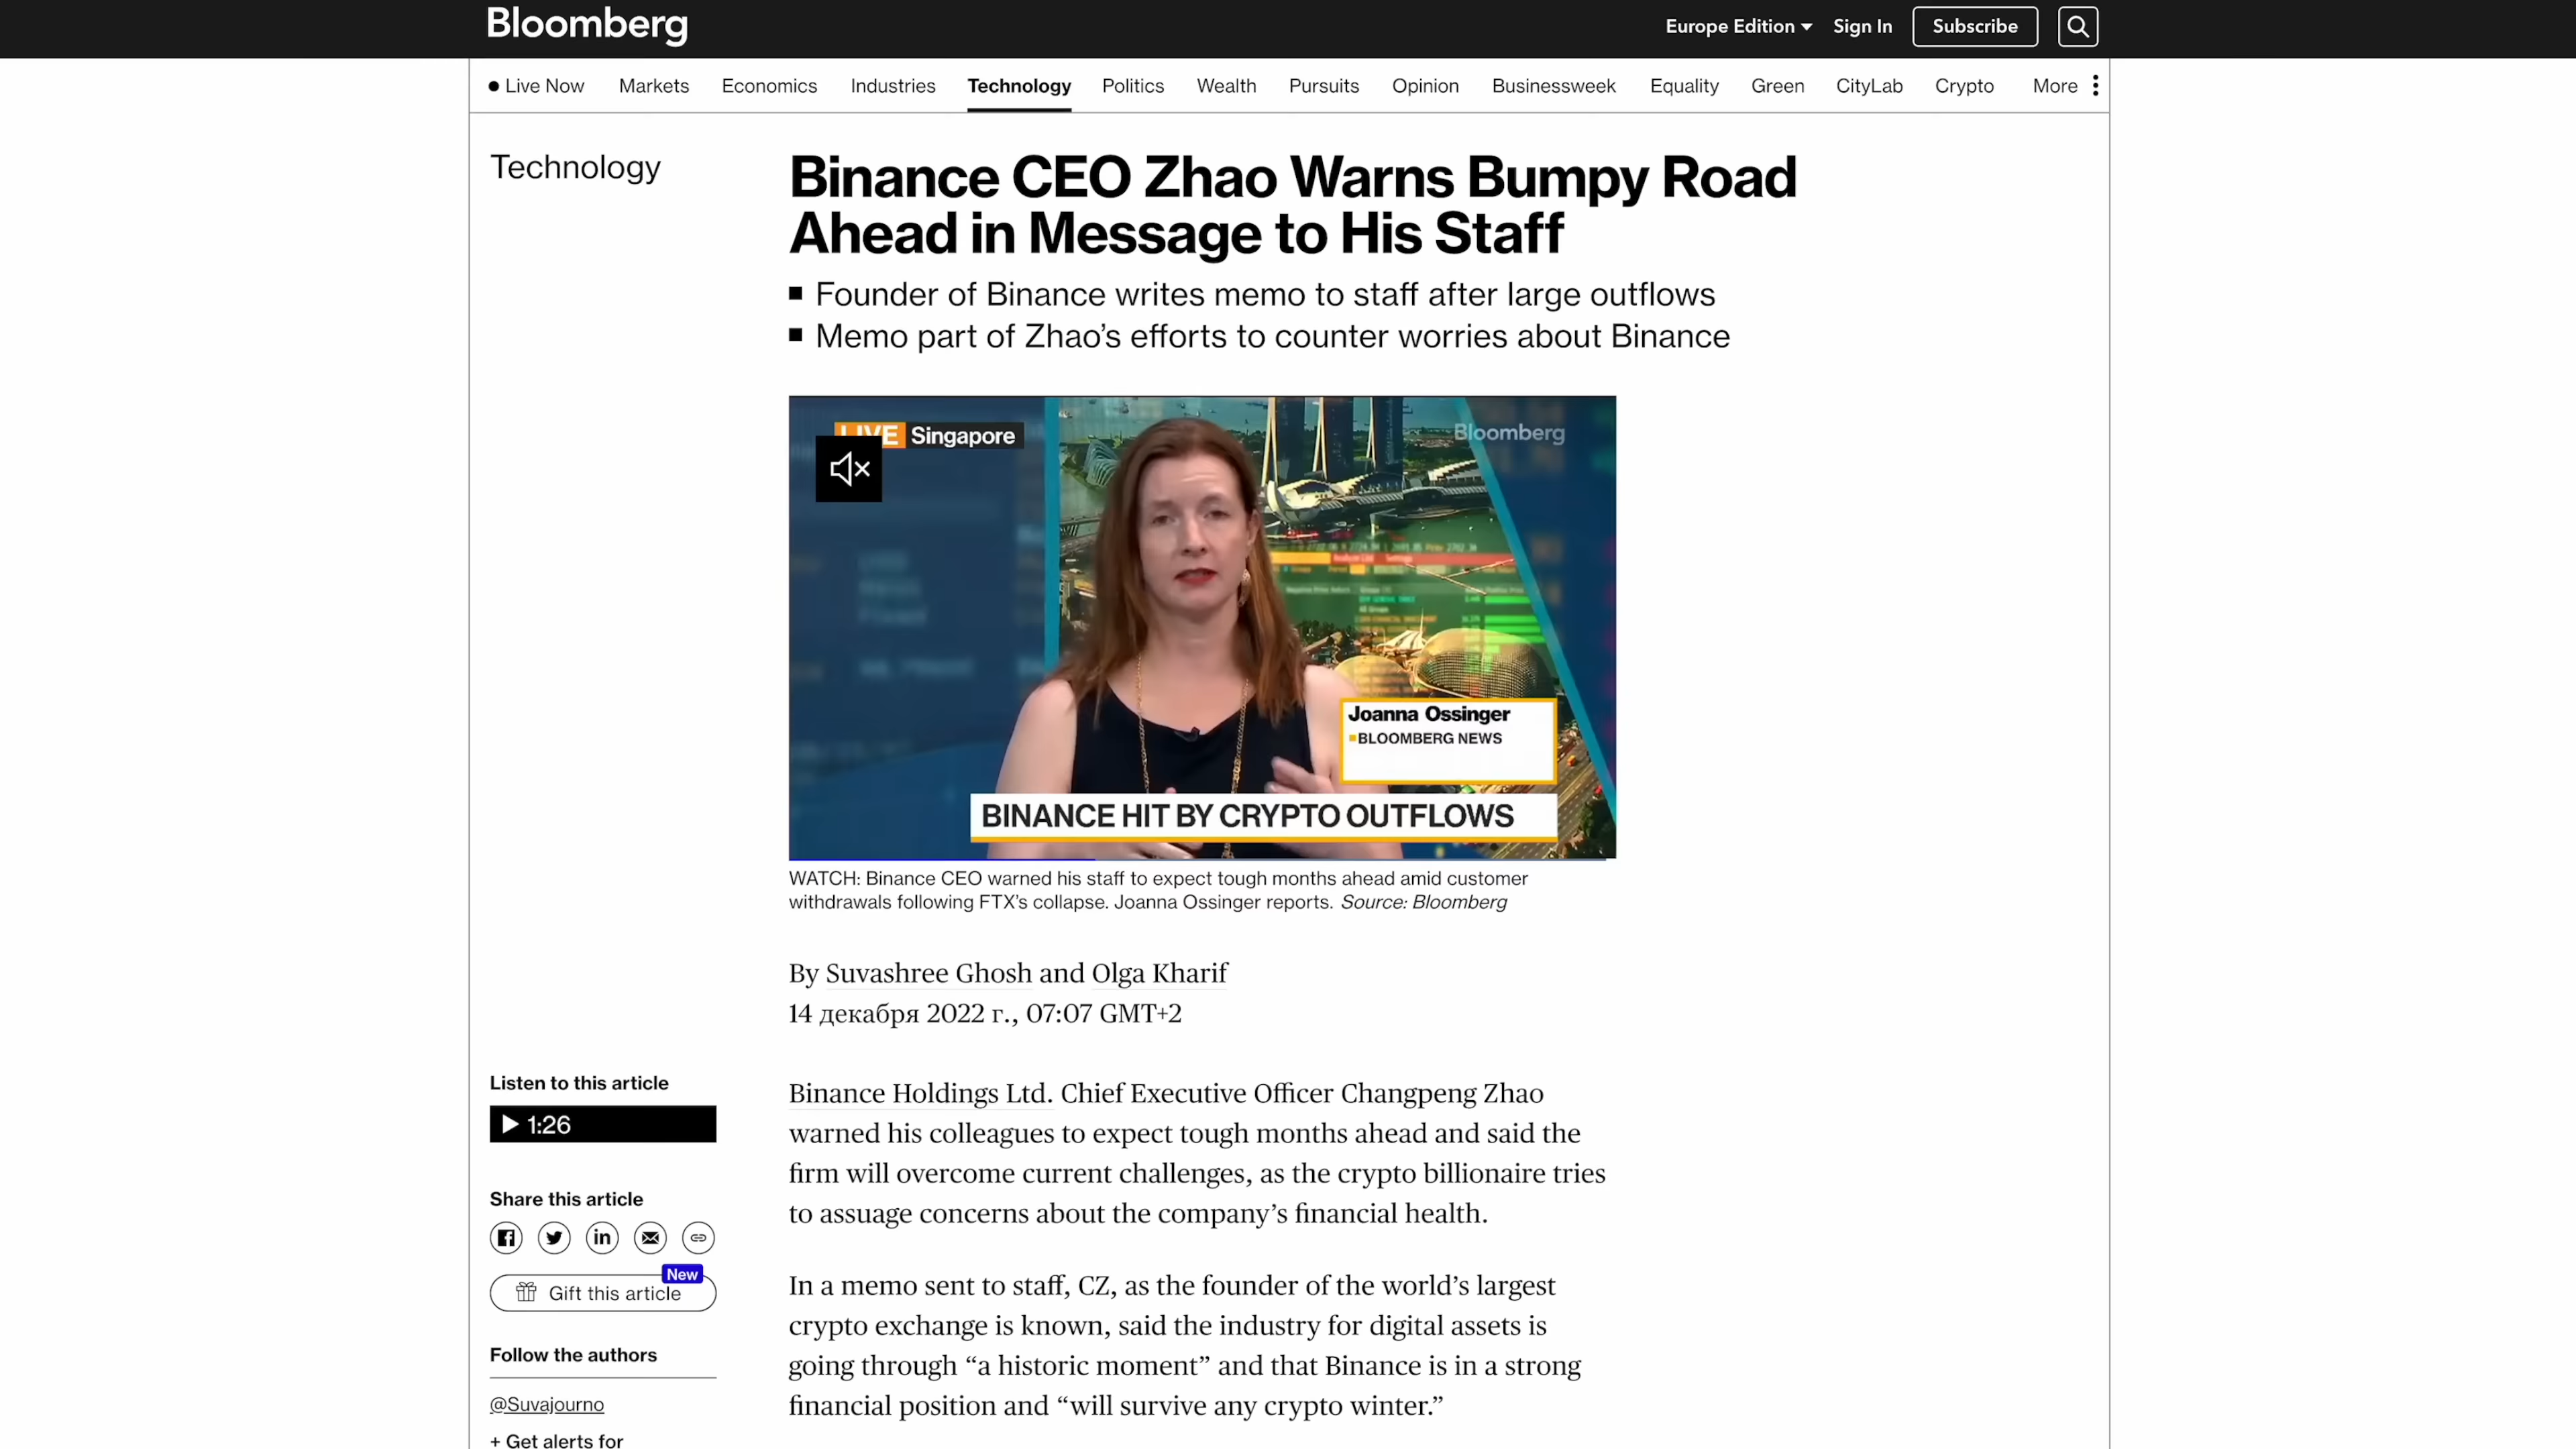 Bloomberg
Europe Edition
Sign In
Subscribe
Live Now
Markets
Economics
Industries
Technology
Politics
Wealth
Pursuits
Opinion
Businessweek
Equality
Green
CityLab
Crypto
More
Technology
Binance CEO Zhao Warns Bumpy Road
Ahead in Message to His Staff
Founder of Binance writes memo to staff after large outflows
Memo part of Zhao’s efforts to counter worries about Binance
LIVE Singapore
Bloomberg
Joanna Ossinger
BLOOMBERG NEWS
BINANCE HIT BY CRYPTO OUTFLOWS
WATCH: Binance CEO warned his staff to expect tough months ahead amid customer
withdrawals following FTX’s collapse. Joanna Ossinger reports. Source: Bloomberg
By Suvashree Ghosh and Olga Kharif
14 декабря 2022 г., 07:07 GMT+2
Listen to this article
1:26
Share this article
New
Gift this article
Follow the authors
@Suvajourno
+ Get alerts for
Binance Holdings Ltd. Chief Executive Officer Changpeng Zhao
warned his colleagues to expect tough months ahead and said the
firm will overcome current challenges, as the crypto billionaire tries
to assuage concerns about the company’s financial health.
In a memo sent to staff, CZ, as the founder of the world’s largest
crypto exchange is known, said the industry for digital assets is
going through “a historic moment” and that Binance is in a strong
financial position and “will survive any crypto winter.”